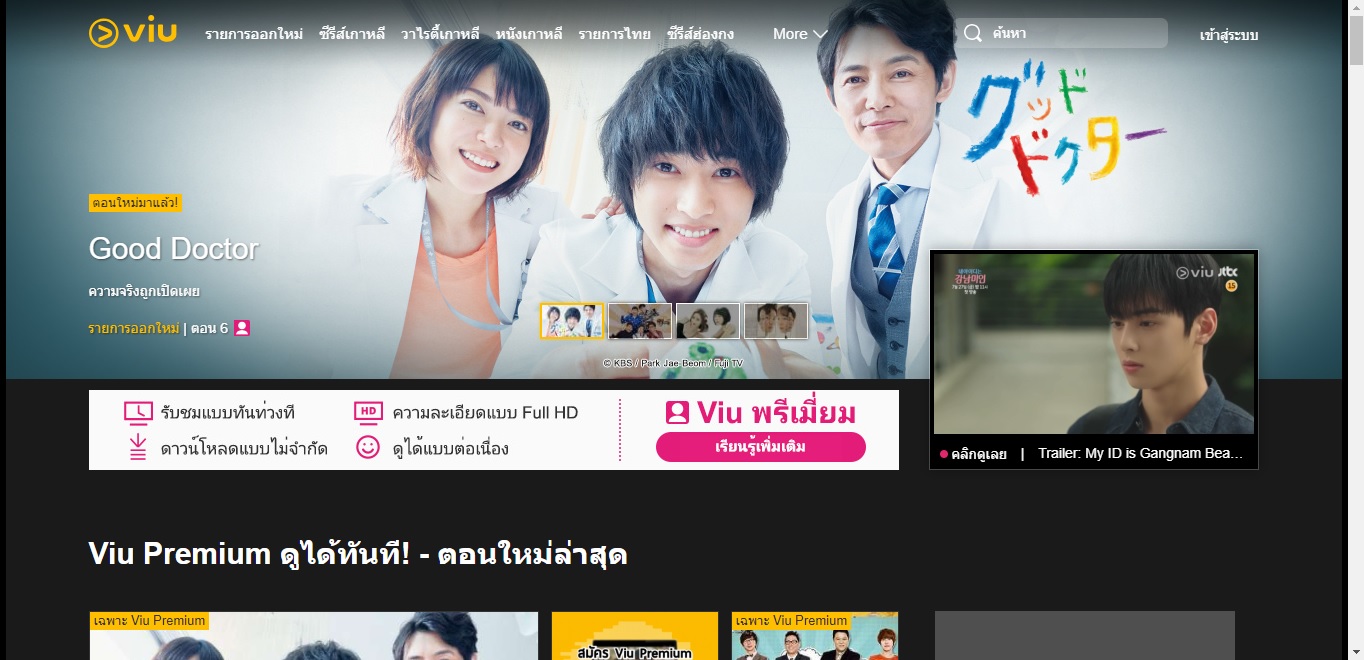 viu
รายการออกใหม่ ซีรีส์เกาหลี วาไรตี้เกาหลี หนังเกาหลี รายการไทย ซีรีส์ฮ่องกง More ค้นหา เข้าสู่ระบบ
グッド
ドクター
ตอนใหม่มาแล้ว!
Good Doctor
ความจริงถูกเปิดเผย
รายการออกใหม่ | ตอน 6
© KBS / Park Jae-Beom / Fuji TV
강남미인
viu jtbc
15
คลิกดูเลย | Trailer: My ID is Gangnam Bea...
รับชมแบบทันท่วงที
HD ความละเอียดแบบ Full HD
ดาวน์โหลดแบบไม่จำกัด
ดูได้แบบต่อเนื่อง
Viu พรีเมี่ยม
เรียนรู้เพิ่มเติม
Viu Premium ดูได้ทันที! - ตอนใหม่ล่าสุด
เฉพาะ Viu Premium
สมัคร Viu Premium
เฉพาะ Viu Premium